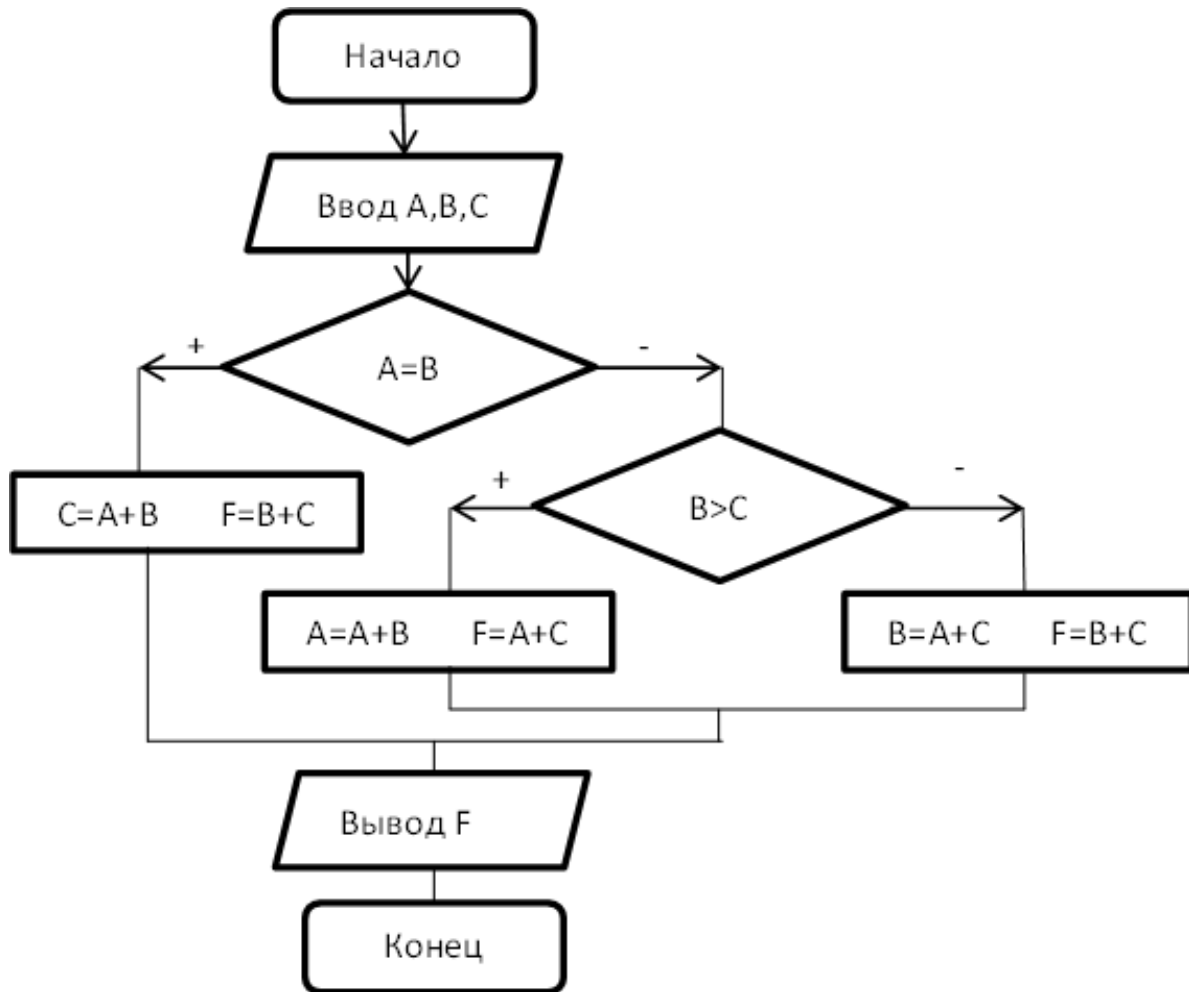 Начало
Ввод A,B,C
+
-
A=B
+
-
B>C
C=A+B F=B+C
A=A+B F=A+C
B=A+C F=B+C
Вывод F
Конец